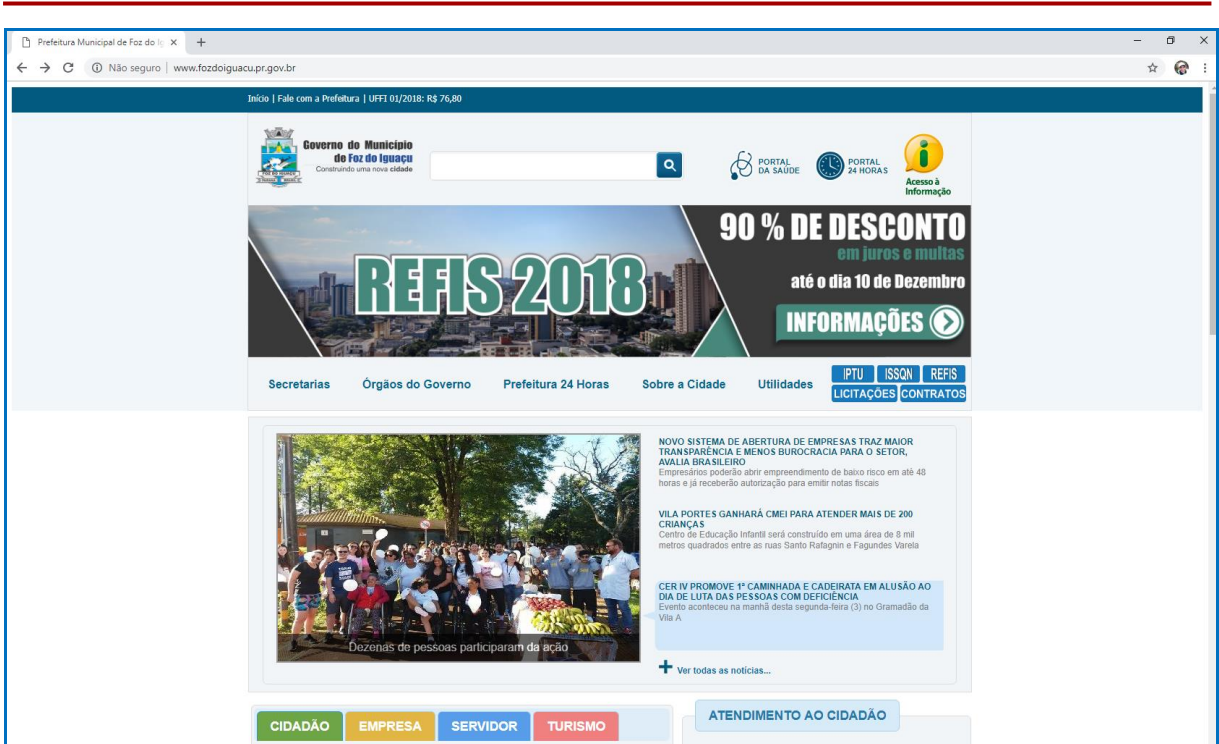 Prefeitura Municipal de Foz do Ig
Não seguro | www.fozdoiguacu.pr.gov.br
Início | Fale com a Prefeitura | UFFI 01/2018: R$ 76,80
Governo do Município
de Foz do Iguaçu
Construindo uma nova cidade
PORTAL
DA SAÚDE
PORTAL
24 HORAS
Acesso à
Informação
90 % DE DESCONTO
em juros e multas
até o dia 10 de Dezembro
REFIS 2018
INFORMAÇÕES
Secretarias Órgãos do Governo Prefeitura 24 Horas Sobre a Cidade Utilidades
IPTU ISSQN REFIS
LICITAÇÕES CONTRATOS
NOVO SISTEMA DE ABERTURA DE EMPRESAS TRAZ MAIOR
TRANSPARÊNCIA E MENOS BUROCRACIA PARA O SETOR,
AVALIA BRASILEIRO
Empresários poderão abrir empreendimento de baixo risco em até 48
horas e já receberão autorização para emitir notas fiscais
VILA PORTES GANHARÁ CMEI PARA ATENDER MAIS DE 200
CRIANÇAS
Centro de Educação Infantil será construído em uma área de 8 mil
metros quadrados entre as ruas Santo Rafagnin e Fagundes Varela
CER IV PROMOVE 1ª CAMINHADA E CADEIRATA EM ALUSÃO AO
DIA DE LUTA DAS PESSOAS COM DEFICIÊNCIA
Evento aconteceu na manhã desta segunda-feira (3) no Gramadão da
Vila A
Dezenas de pessoas participaram da ação
Ver todas as notícias...
CIDADÃO EMPRESA SERVIDOR TURISMO
ATENDIMENTO AO CIDADÃO